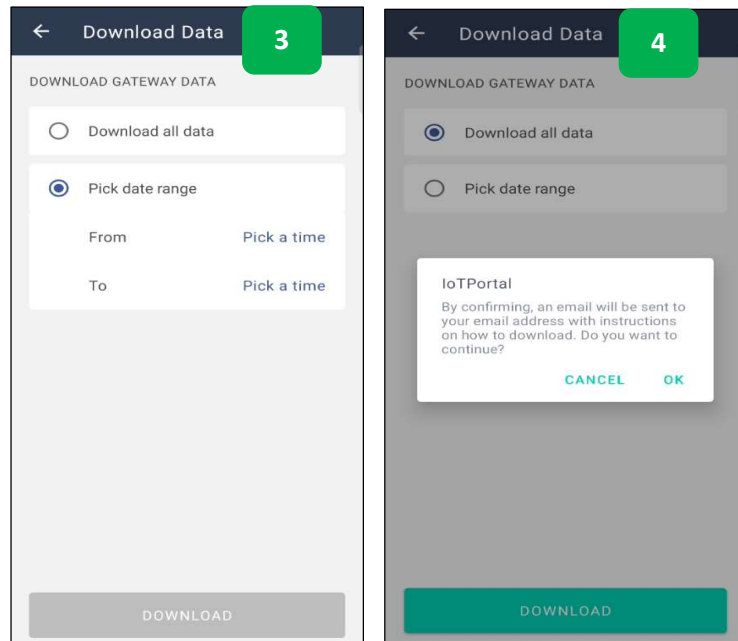 Download Data
3
DOWNLOAD GATEWAY DATA
Download all data
Pick date range
From Pick a time
To Pick a time
DOWNLOAD
Download Data
4
DOWNLOAD GATEWAY DATA
Download all data
Pick date range
IoTPortal
By confirming, an email will be sent to
your email address with instructions
on how to download. Do you want to
continue?
CANCEL OK
DOWNLOAD